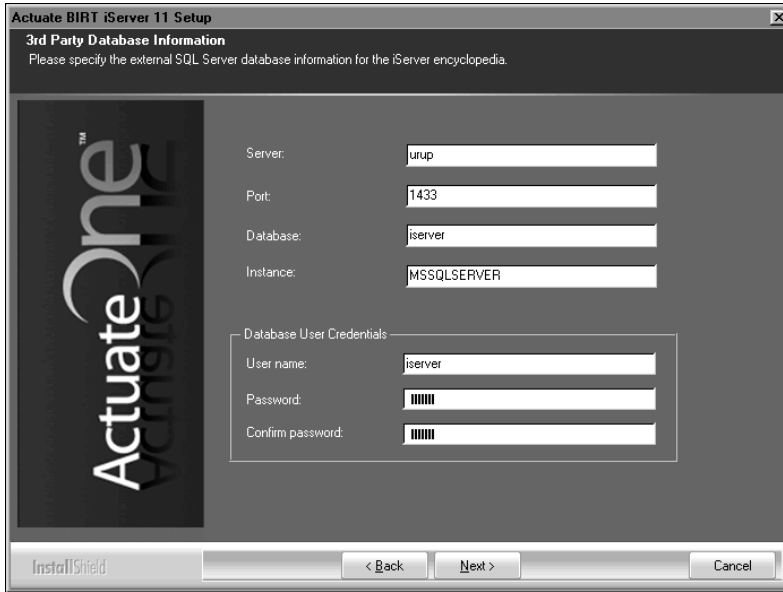 Actuate BIRT iServer 11 Setup
3rd Party Database Information
Please specify the external SQL Server database information for the iServer encyclopedia.
ActuateOne™
Server: urup
Port: 1433
Database: iserver
Instance: MSSQLSERVER
Database User Credentials
User name: iserver
Password:
Confirm password:
InstallShield
< Back
Next >
Cancel